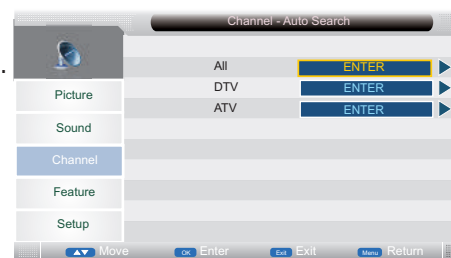 Channel - Auto Search
All ENTER
DTV ENTER
ATV ENTER
Picture
Sound
Channel
Feature
Setup
▲▼ Move OK Enter Exit Exit Menu Return